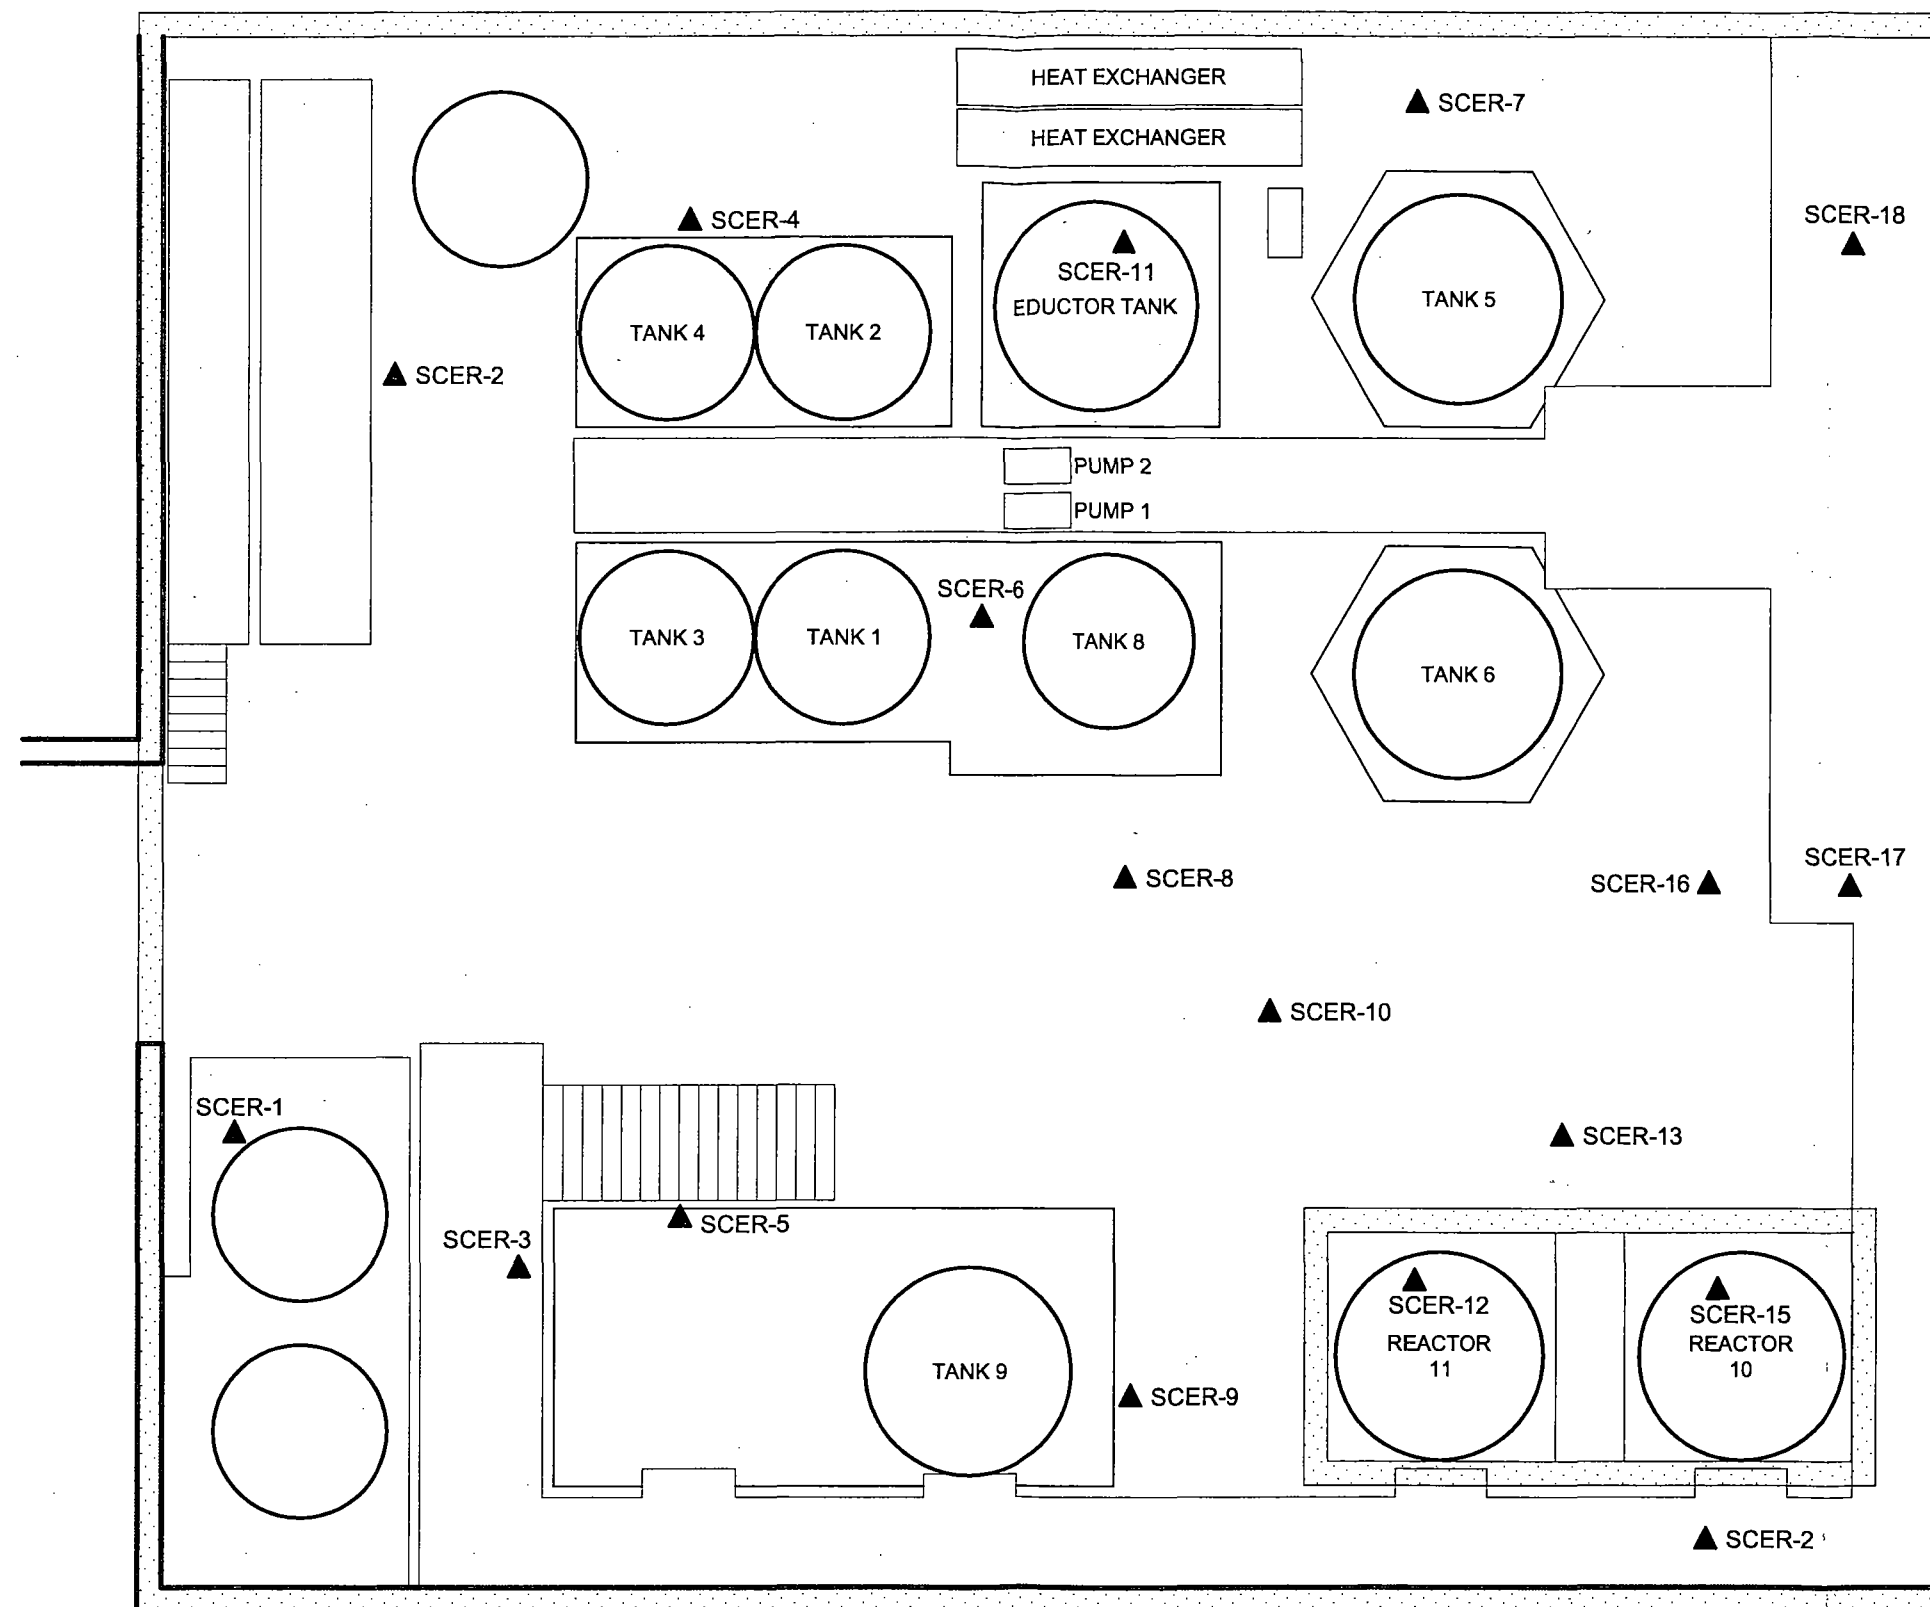 HEAT EXCHANGER
SCER-7
HEAT EXCHANGER
SCER-4
SCER-18
SCER-11
EDUCTOR TANK
TANK 5
TANK 4
TANK 2
SCER-2
PUMP 2
PUMP 1
SCER-6
TANK 3
TANK 1
TANK 8
TANK 6
SCER-17
SCER-8
SCER-16
SCER-10
SCER-1
SCER-13
SCER-5
SCER-3
SCER-12
SCER-15
REACTOR
11
REACTOR
10
TANK 9
SCER-9
SCER-2